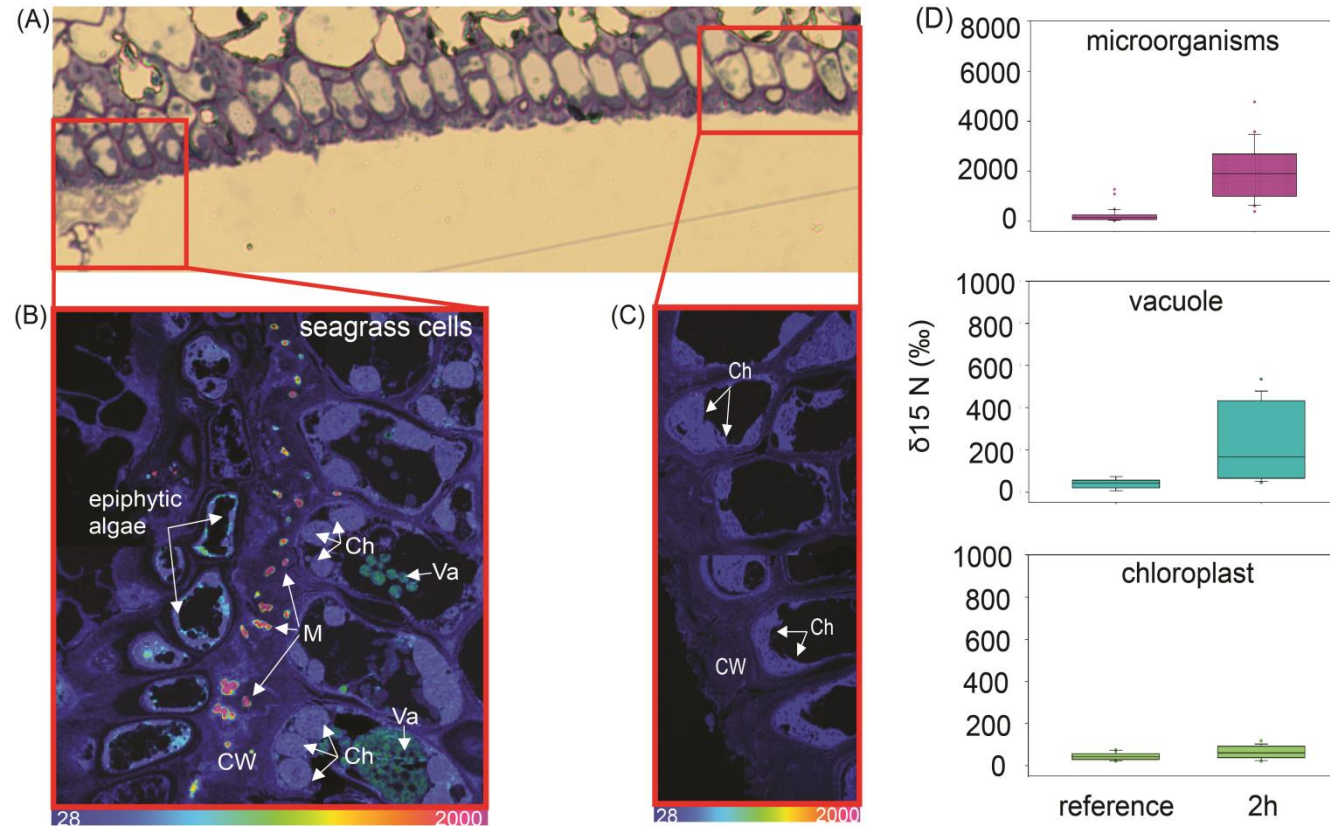 (A)
(B)
seagrass cells
epiphytic
algae
Ch
Va
M
Va
Ch
CW
28
2000
(C)
Ch
Ch
CW
28
2000
(D)
8000
microorganisms
6000
4000
2000
0
1000
vacuole
800
600
400
200
0
δ15 N (‰)
1000
chloroplast
800
600
400
200
0
reference
2h